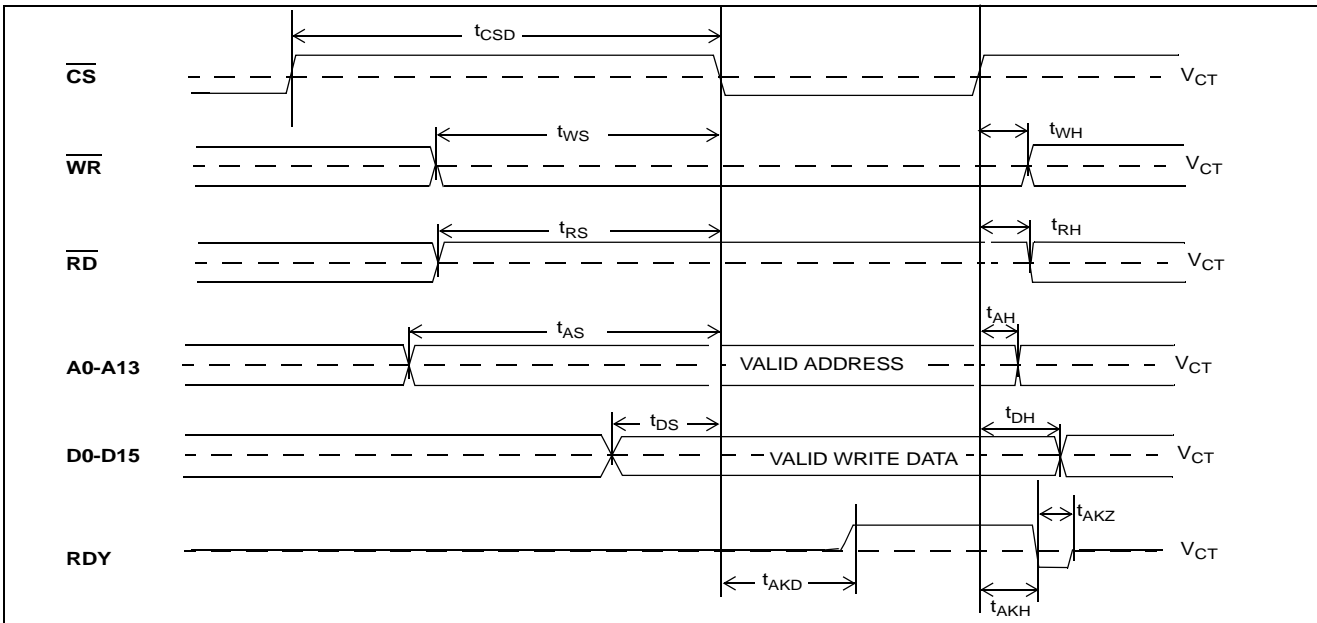 tCSD
CS VCT
tWS tWH
WR VCT
tRS tRH
RD VCT
tAS tAH
A0-A13 VALID ADDRESS VCT
tDS tDH
D0-D15 VALID WRITE DATA VCT
tAKZ
RDY VCT
tAKD tAKH